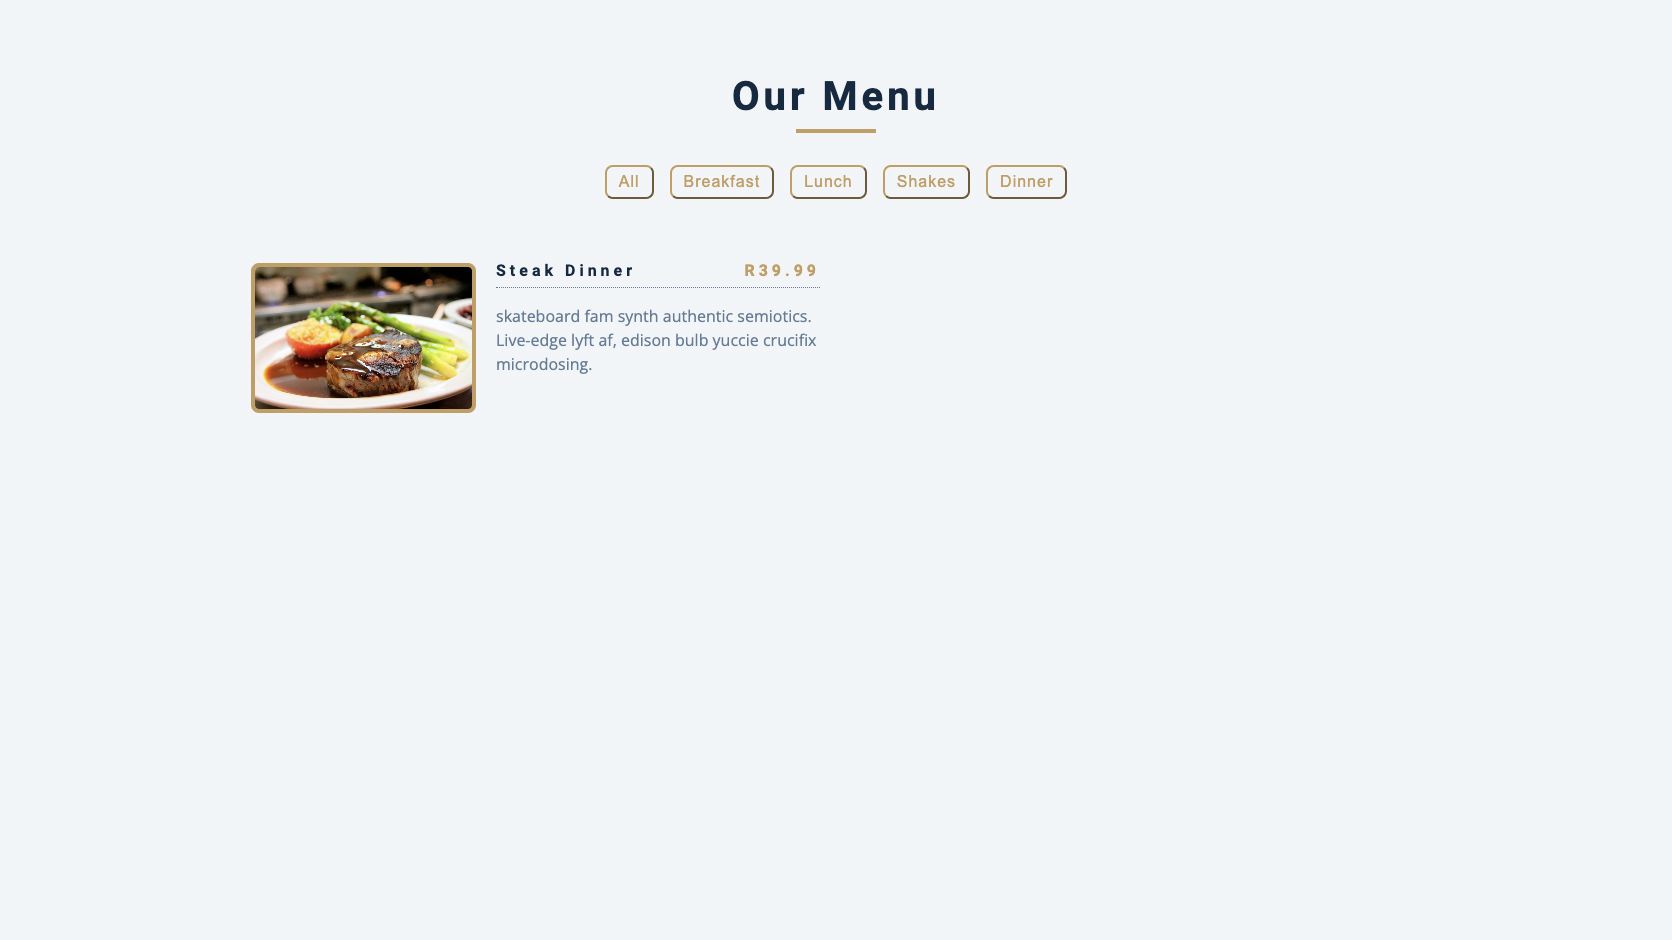 Our Menu
All
Breakfast
Lunch
Shakes
Dinner
Steak Dinner
R39.99
skateboard fam synth authentic semiotics.
Live-edge lyft af, edison bulb yuccie crucifix
microdosing.